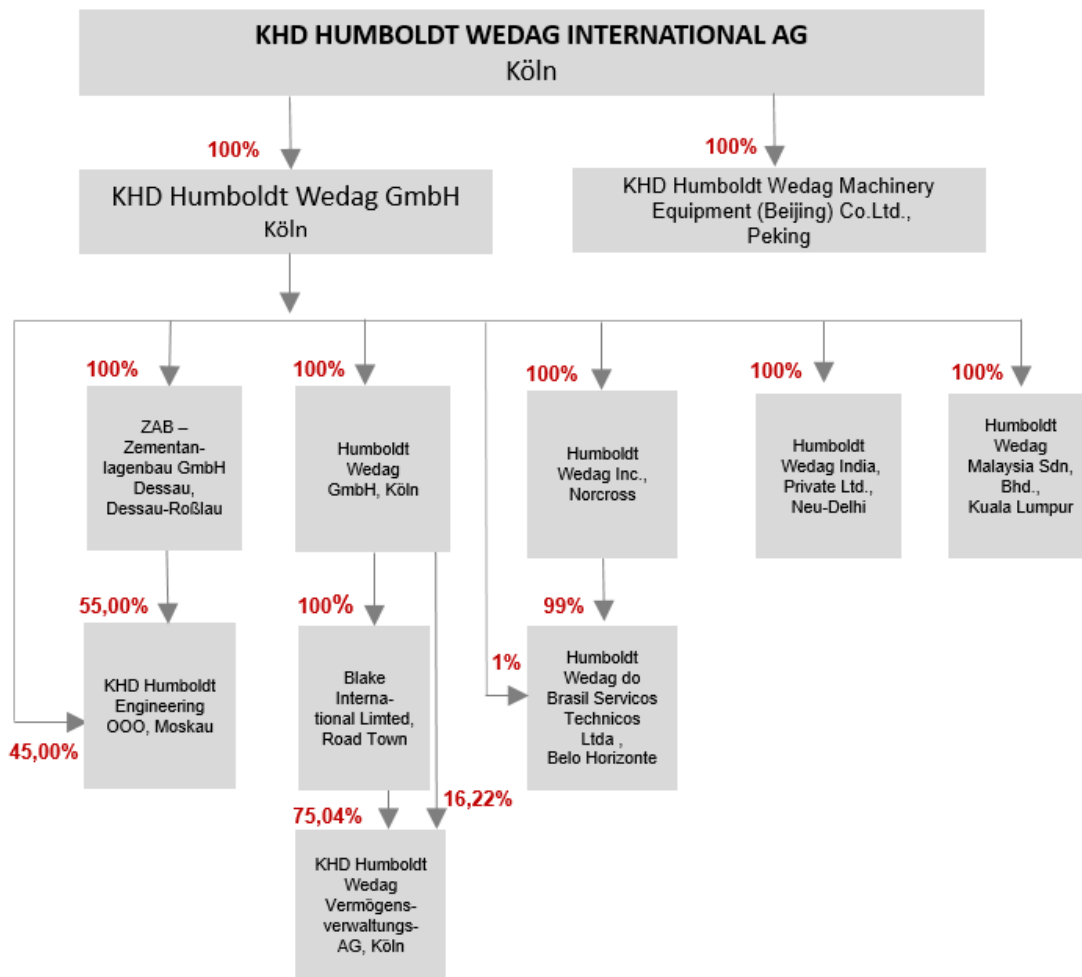 KHD HUMBOLDT WEDAG INTERNATIONAL AG
Köln
100%
100%
KHD Humboldt Wedag GmbH
Köln
KHD Humboldt Wedag Machinery
Equipment (Beijing) Co.Ltd.,
Peking
100%
100%
100%
100%
100%
ZAB –
Zementan-
lagenbau GmbH
Dessau,
Dessau-Roßlau
Humboldt
Wedag
GmbH, Köln
Humboldt
Wedag Inc.,
Norcross
Humboldt
Wedag India,
Private Ltd.,
Neu-Delhi
Humboldt
Wedag
Malaysia Sdn,
Bhd.,
Kuala Lumpur
55,00%
100%
99%
1%
45,00%
KHD Humboldt
Engineering
OOO, Moskau
Blake
Interna-
tional Limted,
Road Town
Humboldt
Wedag do
Brasil Servicos
Technicos
Ltda ,
Belo Horizonte
75,04%
16,22%
KHD Humboldt
Wedag
Vermögens-
verwaltungs-
AG, Köln